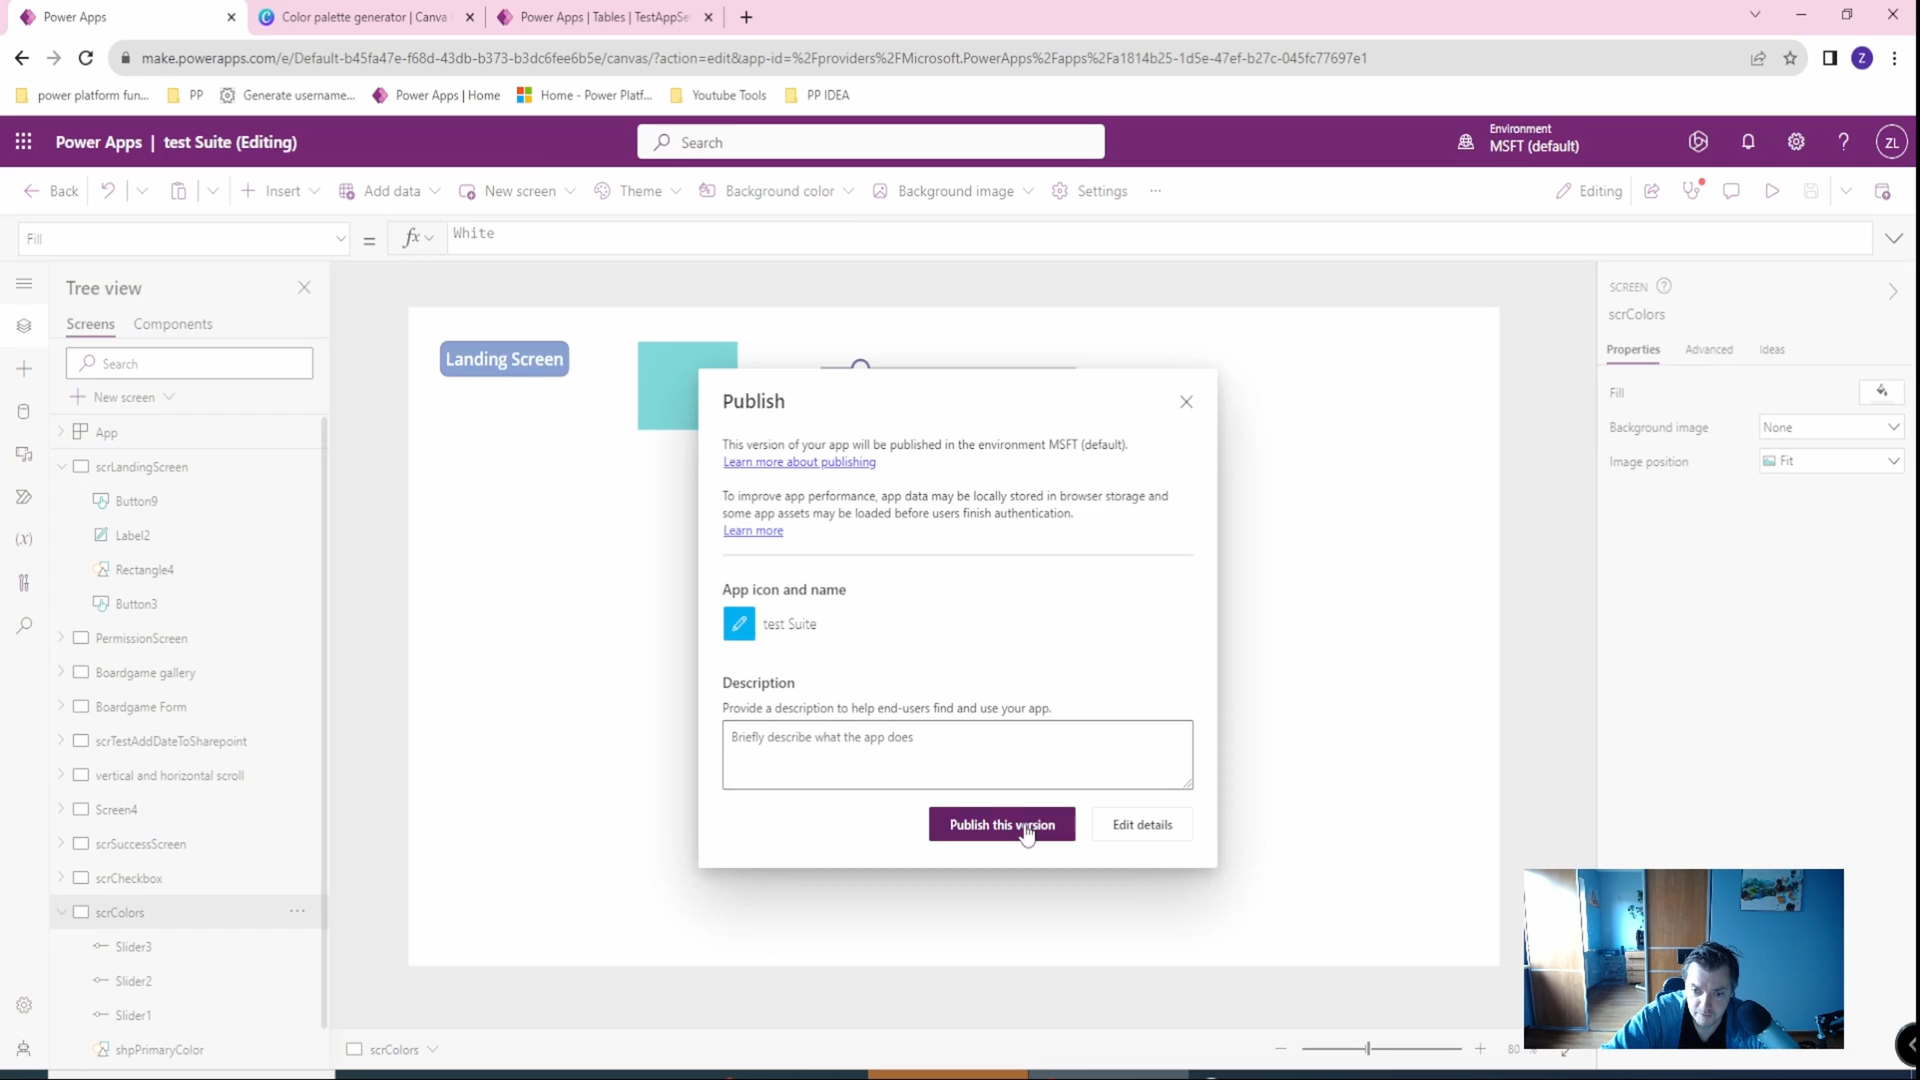 Power Apps
Color palette generator | Canva
Power Apps | Tables | TestAppSe
make.powerapps.com/e/Default-b45fa47e-f68d-43db-b373-b3dc6fee6b5e/canvas/?action=edit&app-id=%2Fproviders%2FMicrosoft.PowerApps%2Fapps%2Fa1814b25-1d5e-47ef-b27c-045fc77697e1
Z
power platform fun...
PP
Generate username...
Power Apps | Home
Home - Power Platf...
Youtube Tools
PP IDEA
Power Apps | test Suite (Editing)
Search
Environment
MSFT (default)
ZL
Back
Insert
Add data
New screen
Theme
Background color
Background image
Settings
Editing
Fill
=
fx
White
Tree view
Screens
Components
Search
New screen
App
scrLandingScreen
Button9
Label2
Rectangle4
Button3
PermissionScreen
Boardgame gallery
Boardgame Form
scrTestAddDateToSharepoint
vertical and horizontal scroll
Screen4
scrSuccessScreen
scrCheckbox
scrColors
Slider3
Slider2
Slider1
shpPrimaryColor
Landing Screen
Publish
This version of your app will be published in the environment MSFT (default).
Learn more about publishing
To improve app performance, app data may be locally stored in browser storage and
some app assets may be loaded before users finish authentication.
Learn more
App icon and name
test Suite
Description
Provide a description to help end-users find and use your app.
Briefly describe what the app does
Publish this version
Edit details
SCREEN
scrColors
Properties
Advanced
Ideas
Fill
Background image
None
Image position
Fit
scrColors
80 %